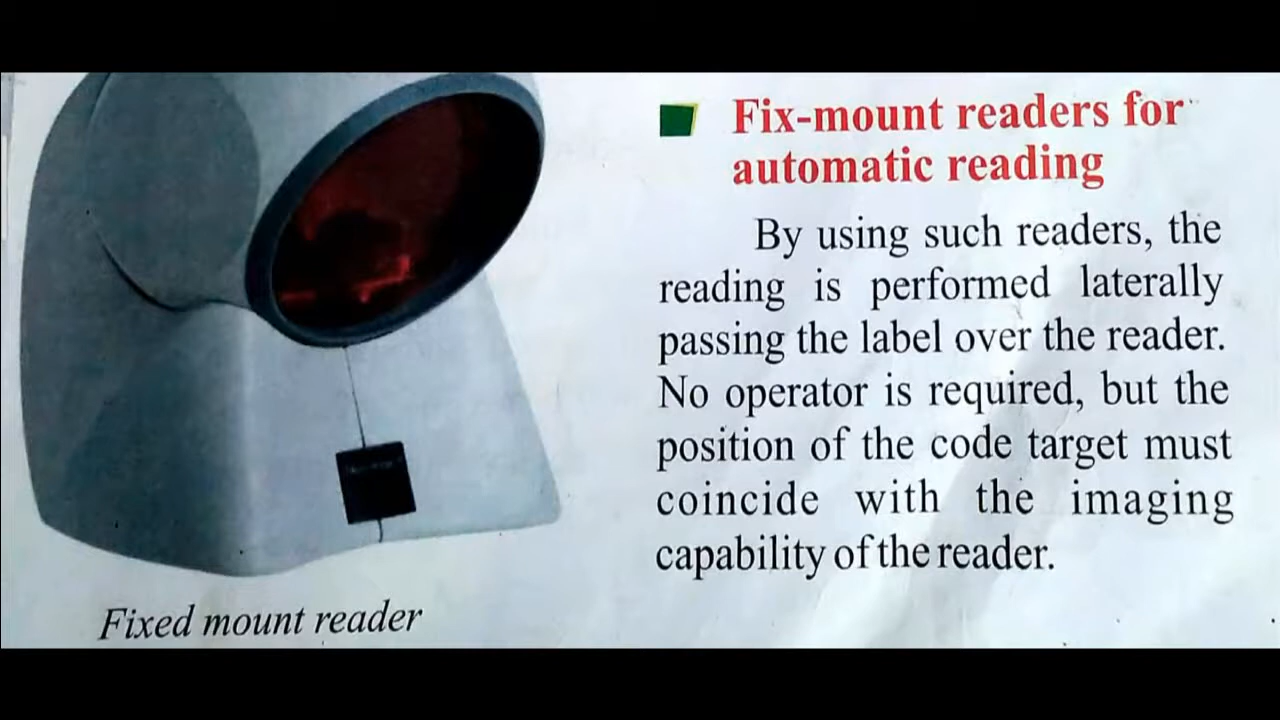 Fix-mount readers for
automatic reading
By using such readers, the
reading is performed laterally
passing the label over the reader.
No operator is required, but the
position of the code target must
coincide with the imaging
capability of the reader.
Fixed mount reader